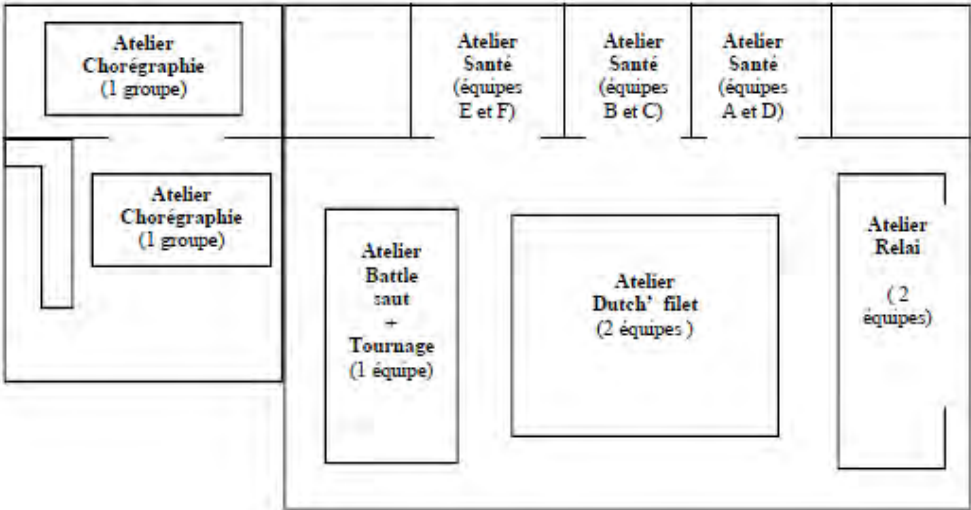 Atelier
Chorégraphie
(1 groupe)
Atelier
Santé
(équipes
E et F)
Atelier
Santé
(équipes
B et C)
Atelier
Santé
(équipes
A et D)
Atelier
Chorégraphie
(1 groupe)
Atelier
Battle
saut
+
Tournage
(1 équipe)
Atelier
Dutch' filet
(2 équipes )
Atelier
Relai
( 2
équipes)